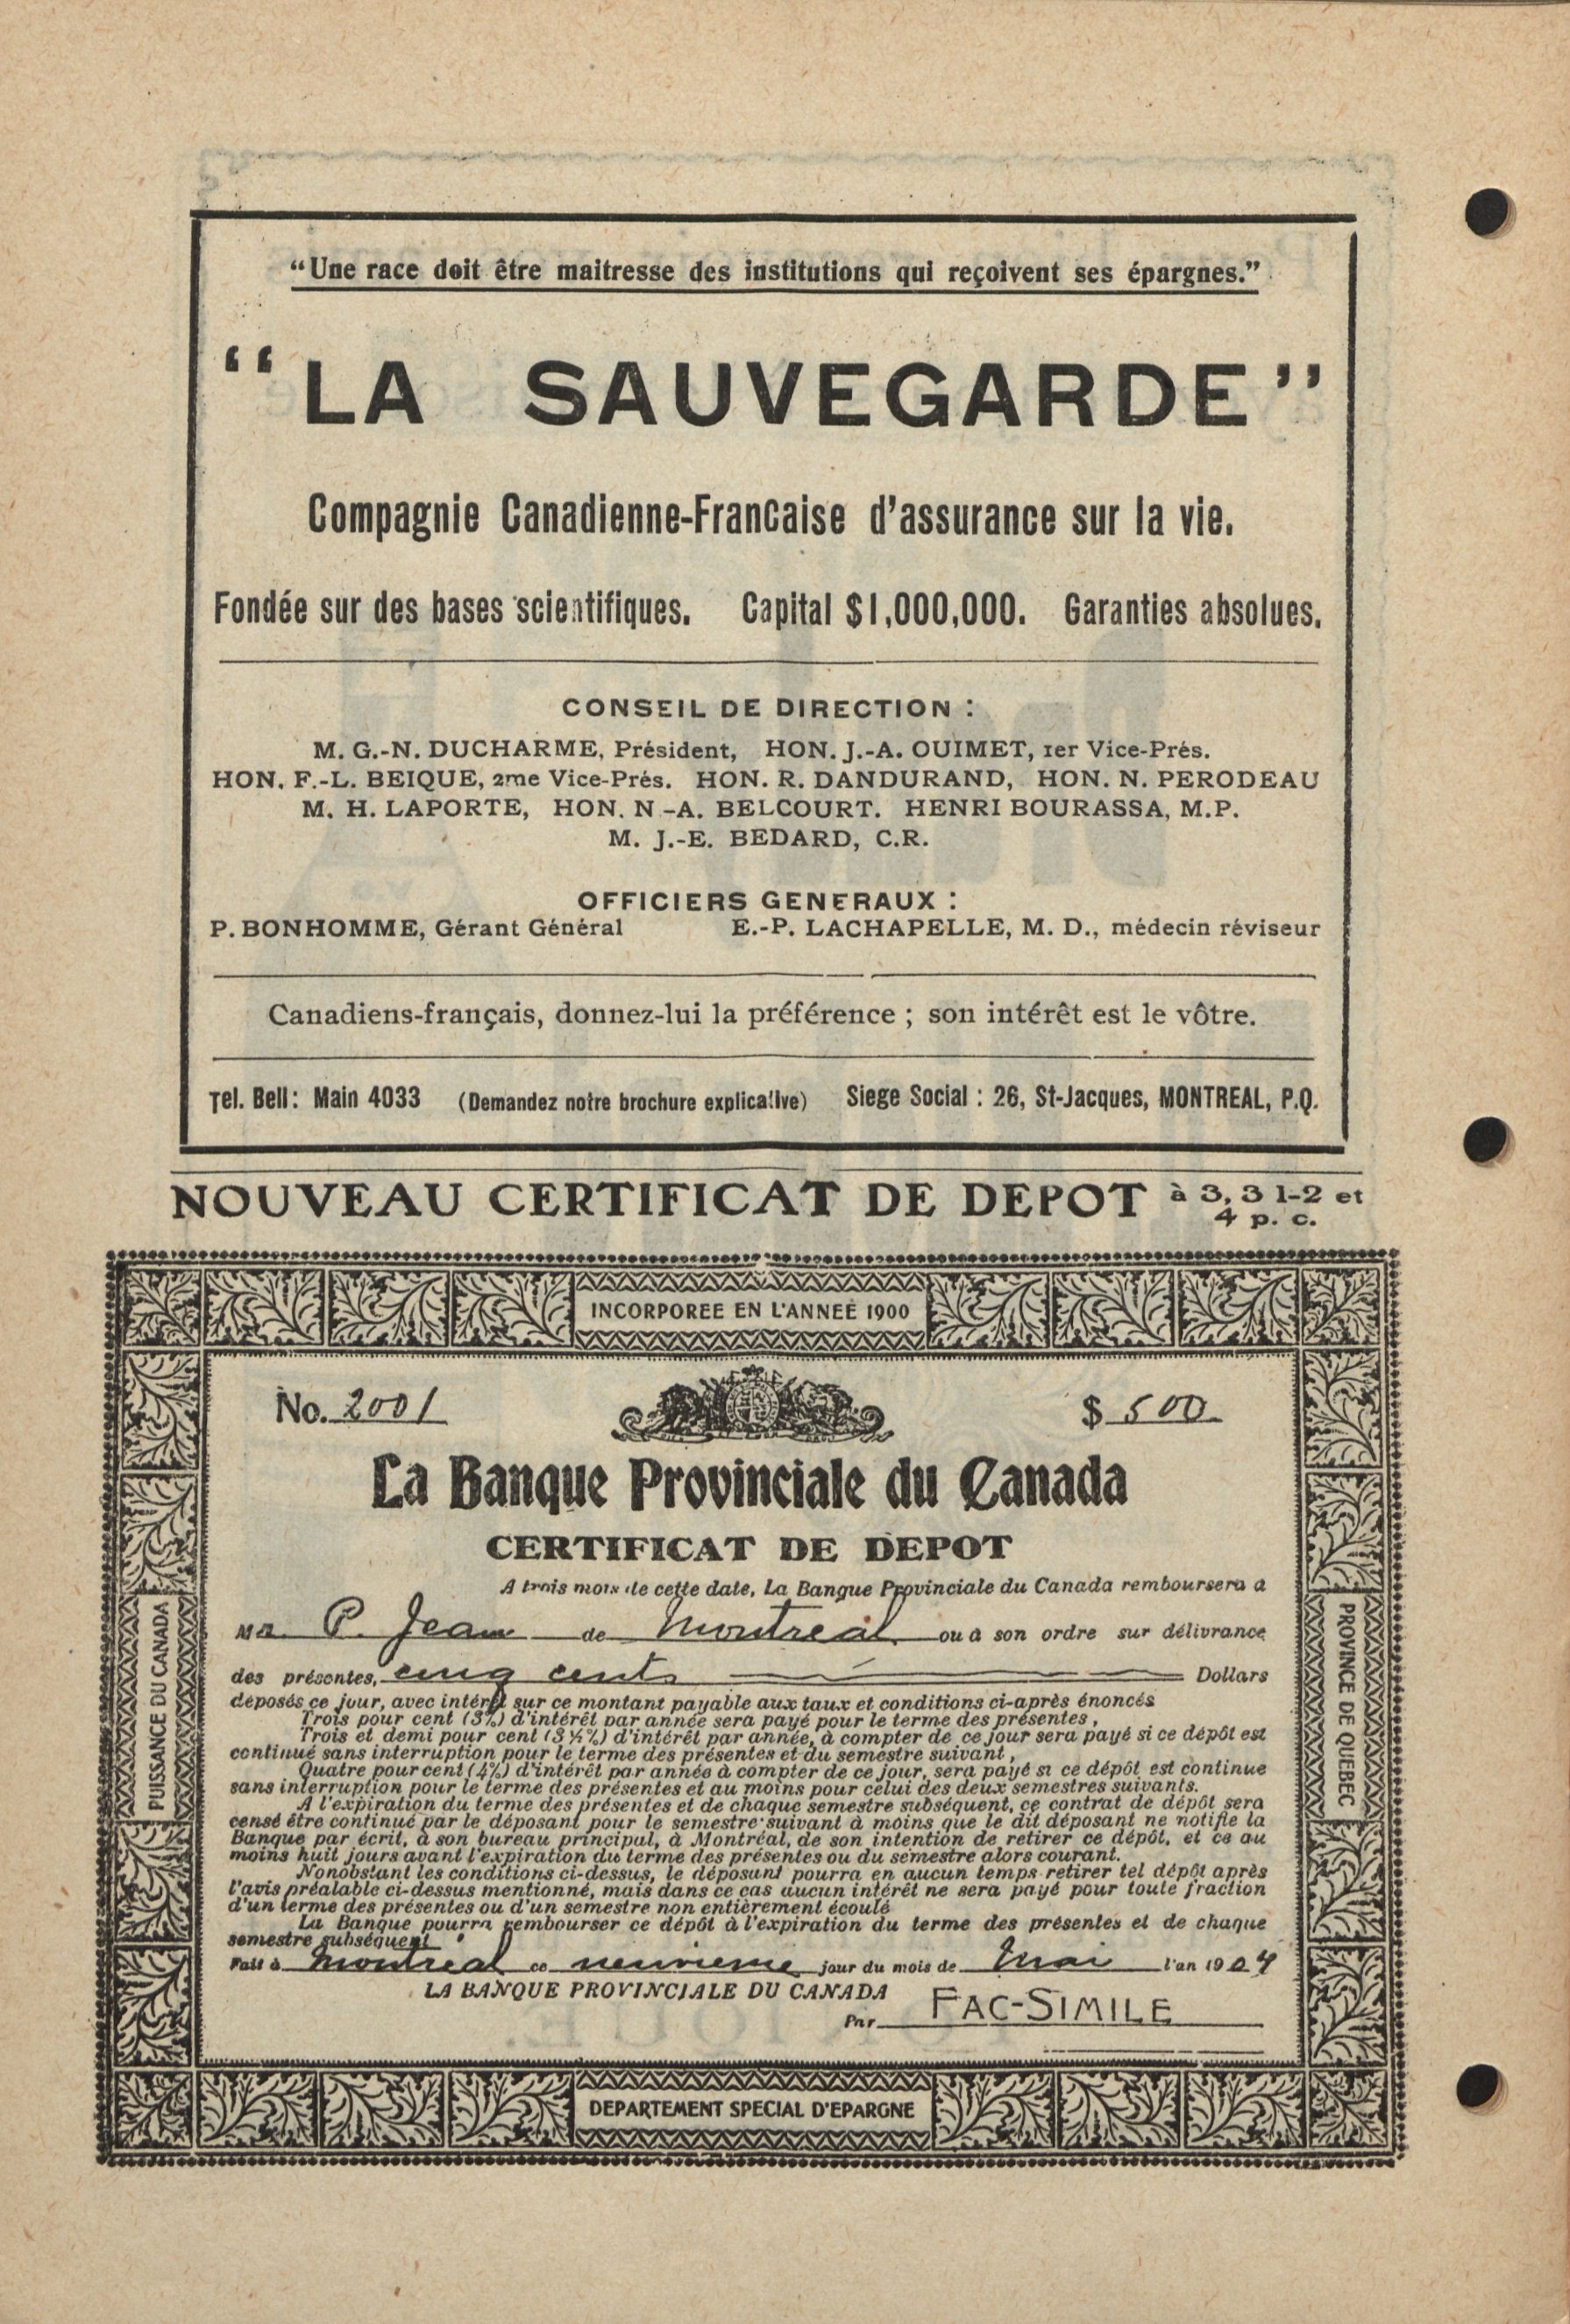 “Une race doit être maitresse des institutions qui reçoivent ses épargnes.”
“LA SAUVEGARDE”
Compagnie Canadienne-Francaise d’assurance sur la vie.
Fondée sur des bases scientifiques. Capital $1,000,000. Garanties absolues.
CONSEIL DE DIRECTION :
M. G.-N. DUCHARME, Président, HON. J.-A. OUIMET, 1er Vice-Prés.
HON. F.-L. BEIQUE, 2me Vice-Prés. HON. R. DANDURAND, HON. N. PERODEAU
M. H. LAPORTE, HON. N-A. BELCOURT. HENRI BOURASSA, M.P.
M. J.-E. BEDARD, C.R.
OFFICIERS GENERAUX :
P. BONHOMME, Gérant Général E.-P. LACHAPELLE, M. D., médecin réviseur
Canadiens-français, donnez-lui la préférence ; son intérêt est le vôtre.
Tel. Bell: Main 4033 (Demandez notre brochure explicative) Siege Social : 26, St-Jacques, MONTREAL, P.Q.
NOUVEAU CERTIFICAT DE DEPOT à 3, 3 1-2 et
4 p. c.
INCORPOREE EN L'ANNEE 1900
No. 2001 $ 500
La Banque Provinciale du Canada
CERTIFICAT DE DEPOT
A trois mois de cette date, La Banque Provinciale du Canada remboursera a
Mr. P. Jean de Montreal ou à son ordre sur délivrance
des présentes, cinq cents Dollars
déposés ce jour, avec intérêt sur ce montant payable aux taux et conditions ci-après énoncés
Trois pour cent (3%) d'intérêt par année sera payé pour le terme des présentes,
Trois et demi pour cent (3½%) d'intérêt par année, à compter de ce jour sera payé si ce dépôt est
continué sans interruption pour le terme des présentes et du semestre suivant,
Quatre pour cent (4%) d'intérêt par année à compter de ce jour, sera payé si ce dépôt est continue
sans interruption pour le terme des présentes et au moins pour celui des deux semestres suivants.
A l'expiration du terme des présentes et de chaque semestre subséquent, ce contrat de dépôt sera
censé être continué par le déposant pour le semestre suivant à moins que le dit déposant ne notifie la
Banque par écrit, à son bureau principal, à Montréal, de son intention de retirer ce dépôt, et ce au
moins huit jours avant l'expiration du terme des présentes ou du semestre alors courant.
Nonobstant les conditions ci-dessus, le déposant pourra en aucun temps retirer tel dépôt après
l'avis préalable ci-dessus mentionné, mais dans ce cas aucun intérêt ne sera payé pour toute fraction
d'un terme des présentes ou d'un semestre non entièrement écoulé
La Banque pourra rembourser ce dépôt à l'expiration du terme des présentes et de chaque
semestre subséquent
Fait à Montreal ce neuvieme jour du mois de Mai l'an 1904
LA BANQUE PROVINCIALE DU CANADA
Par FAC-SIMILE
PUISSANCE DU CANADA
PROVINCE DE QUEBEC
DEPARTEMENT SPECIAL D'EPARGNE